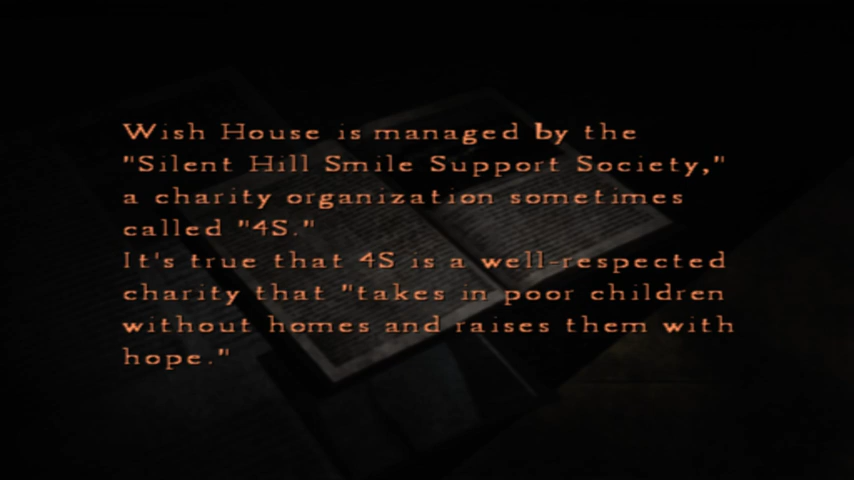 Wish House is managed by the
"Silent Hill Smile Support Society,"
a charity organization sometimes
called "4S."
It's true that 4S is a well-respected
charity that "takes in poor children
without homes and raises them with
hope."